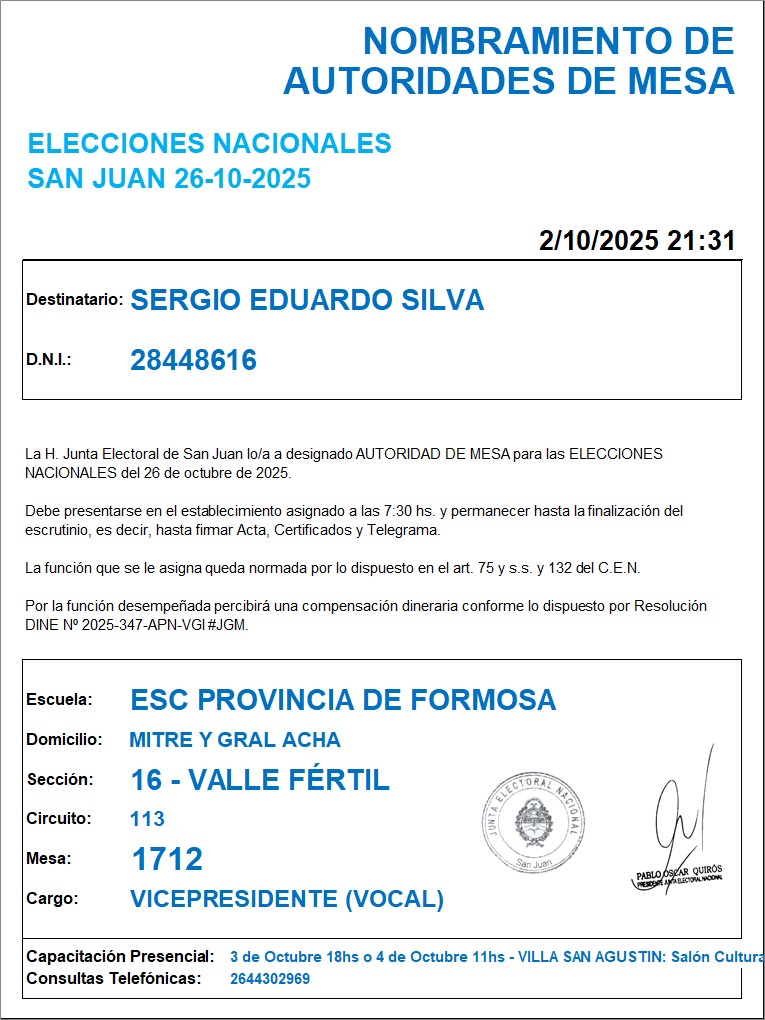 NOMBRAMIENTO DE
AUTORIDADES DE MESA
ELECCIONES NACIONALES
SAN JUAN 26-10-2025
2/10/2025 21:31
Destinatario: SERGIO EDUARDO SILVA
D.N.I.: 28448616
La H. Junta Electoral de San Juan lo/a a designado AUTORIDAD DE MESA para las ELECCIONES
NACIONALES del 26 de octubre de 2025.
Debe presentarse en el establecimiento asignado a las 7:30 hs. y permanecer hasta la finalización del
escrutinio, es decir, hasta firmar Acta, Certificados y Telegrama.
La función que se le asigna queda normada por lo dispuesto en el art. 75 y s.s. y 132 del C.E.N.
Por la función desempeñada percibirá una compensación dineraria conforme lo dispuesto por Resolución
DINE Nº 2025-347-APN-VGI#JGM.
Escuela: ESC PROVINCIA DE FORMOSA
Domicilio: MITRE Y GRAL ACHA
Sección: 16 - VALLE FÉRTIL
Circuito: 113
Mesa: 1712
Cargo: VICEPRESIDENTE (VOCAL)
JUNTA ELECTORAL NACIONAL
San Juan
PABLO OSCAR QUIRÓS
PRESIDENTE JUNTA ELECTORAL NACIONAL
Capacitación Presencial: 3 de Octubre 18hs o 4 de Octubre 11hs - VILLA SAN AGUSTIN: Salón Cultura
Consultas Telefónicas: 2644302969